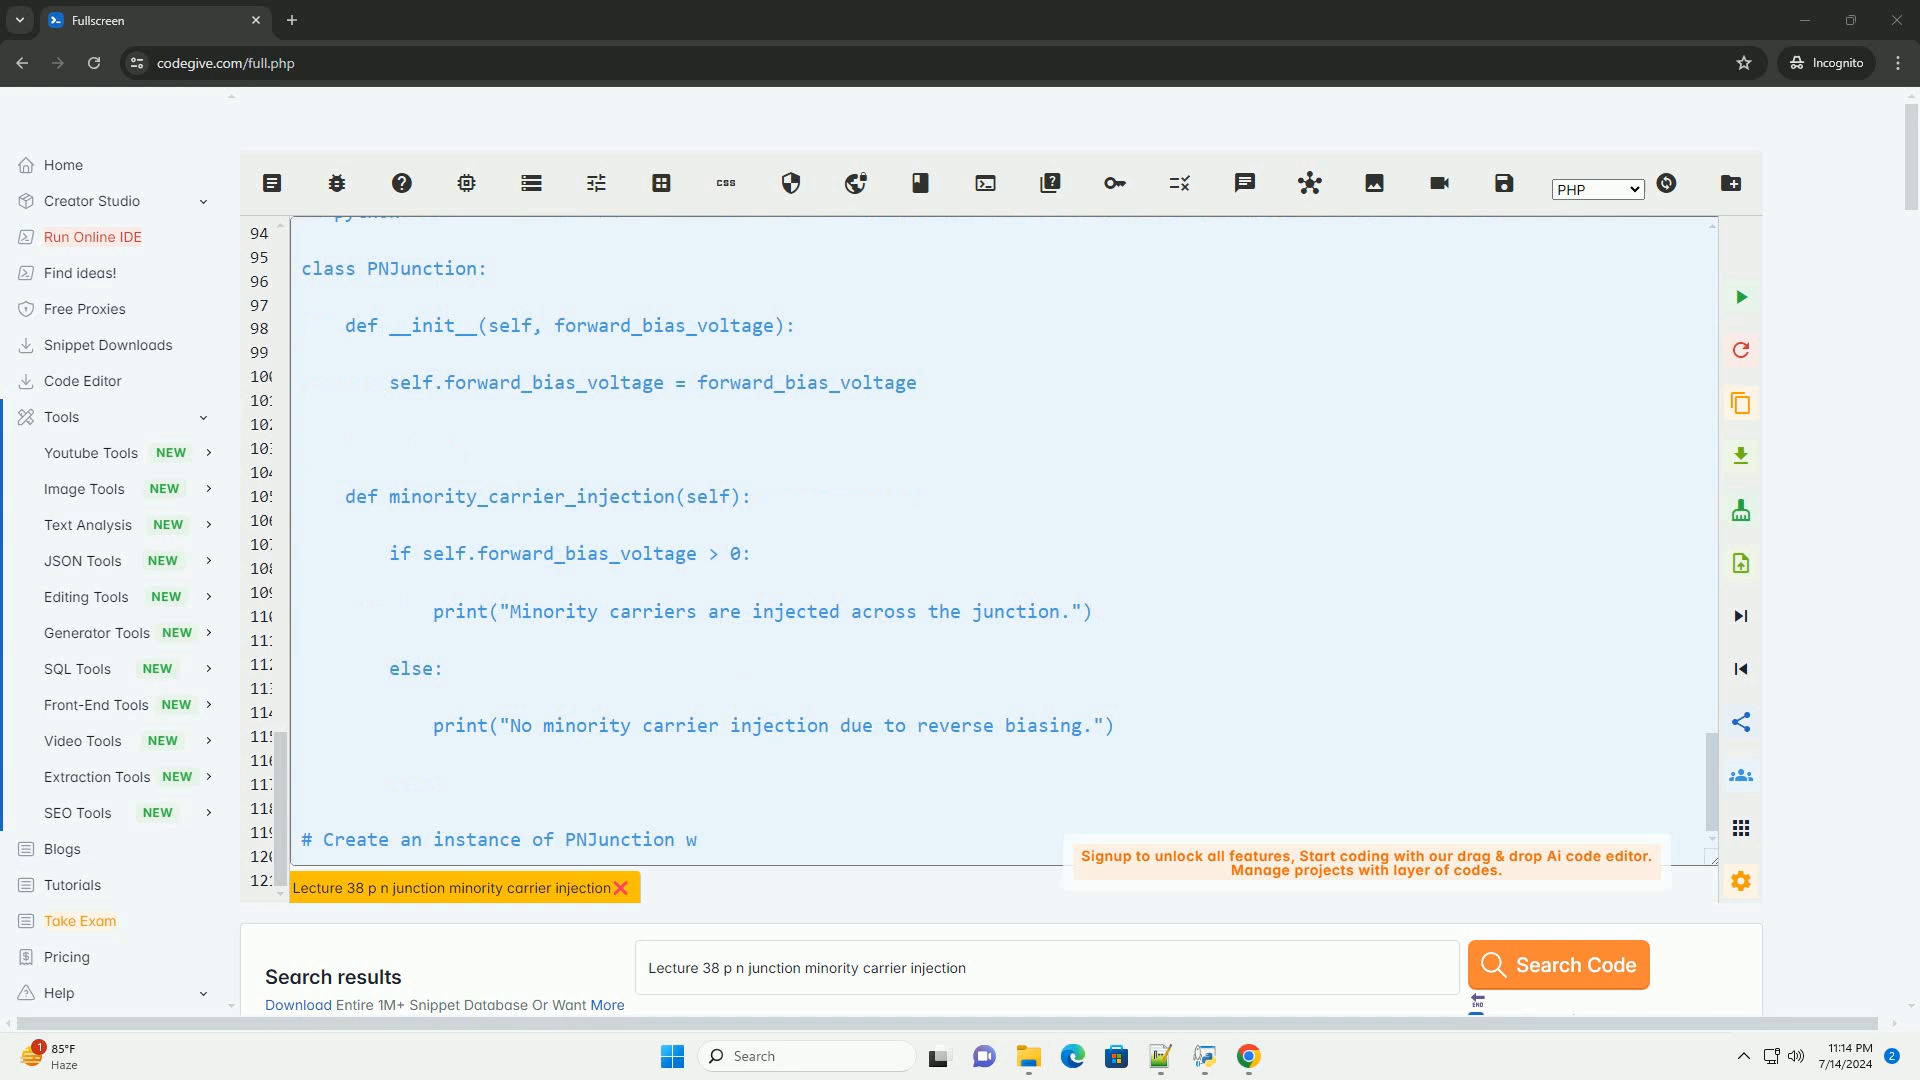 Fullscreen
codegive.com/full.php
Incognito
Home
Creator Studio
Run Online IDE
Find ideas!
Free Proxies
Snippet Downloads
Code Editor
Tools
Youtube Tools NEW
Image Tools NEW
Text Analysis NEW
JSON Tools NEW
Editing Tools NEW
Generator Tools NEW
SQL Tools NEW
Front-End Tools NEW
Video Tools NEW
Extraction Tools NEW
SEO Tools NEW
Blogs
Tutorials
Take Exam
Pricing
Help
css
PHP
94
95
96
97
98
99
class PNJunction:
def __init__(self, forward_bias_voltage):
self.forward_bias_voltage = forward_bias_voltage
def minority_carrier_injection(self):
if self.forward_bias_voltage > 0:
print("Minority carriers are injected across the junction.")
else:
print("No minority carrier injection due to reverse biasing.")
# Create an instance of PNJunction w
Signup to unlock all features, Start coding with our drag & drop Ai code editor.
Manage projects with layer of codes.
Lecture 38 p n junction minority carrier injection
Search results
Download Entire 1M+ Snippet Database Or Want More
Lecture 38 p n junction minority carrier injection
Search Code
END
1
85°F
Haze
Search
11:14 PM
7/14/2024
2